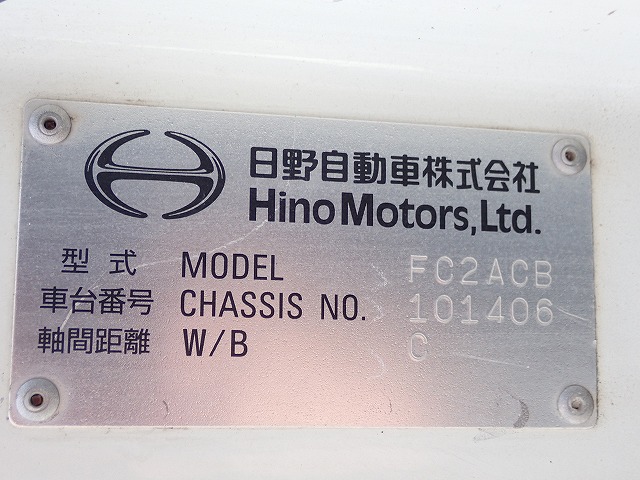 日野自動車株式会社
Hino Motors, Ltd.
型式 MODEL FC2ACB
車台番号 CHASSIS NO. 101406
軸間距離 W/B C